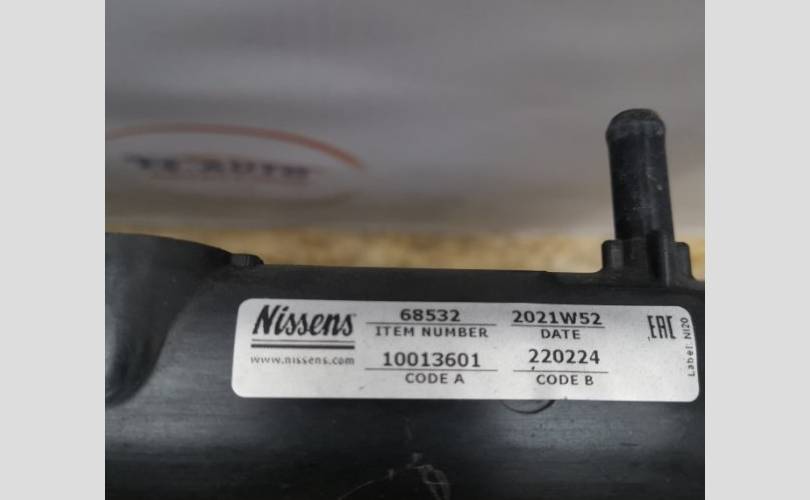 Nissens
68532
ITEM NUMBER
2021W52
DATE
EAC
www.nissens.com
10013601
CODE A
220224
CODE B
Label: NI20